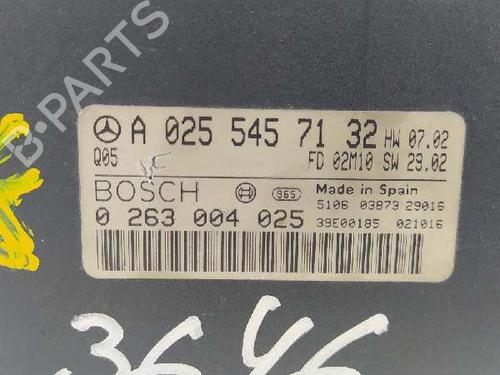 B-PARTS
A 025 545 71 32 HW 07.02
Q05 FD 02M10 SW 29.02
BOSCH 965 Made in Spain
5106 03873 29016
0 263 004 025 39E00185 021016
3646